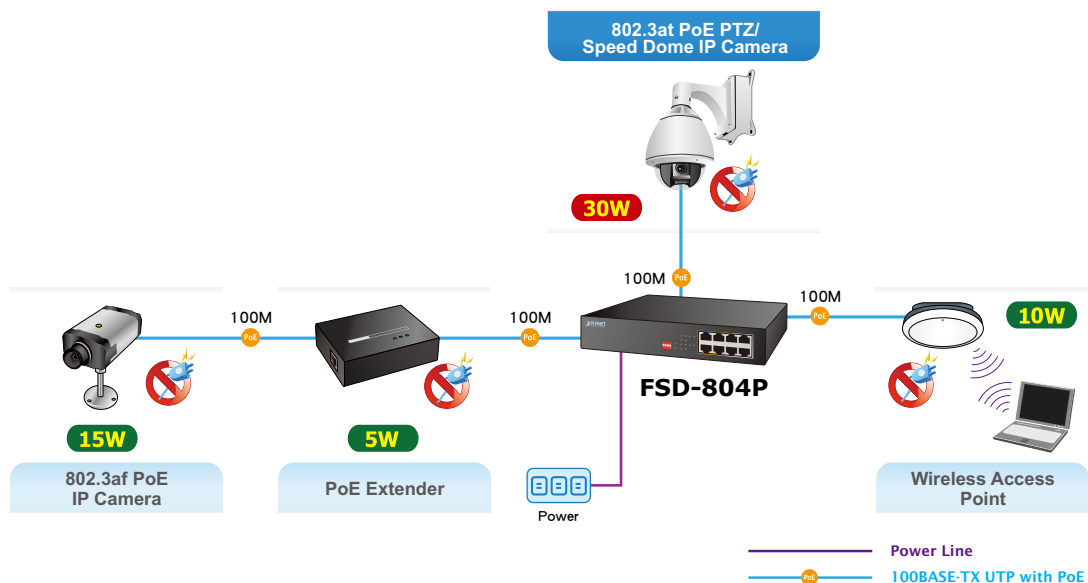 802.3at PoE PTZ/
Speed Dome IP Camera
30W
100M
PoE
100M
PoE
100M
PoE
100M
PoE
10W
PLANET
FSD-804P
15W
5W
802.3af PoE
IP Camera
PoE Extender
Wireless Access
Point
Power
Power Line
PoE
100BASE-TX UTP with PoE